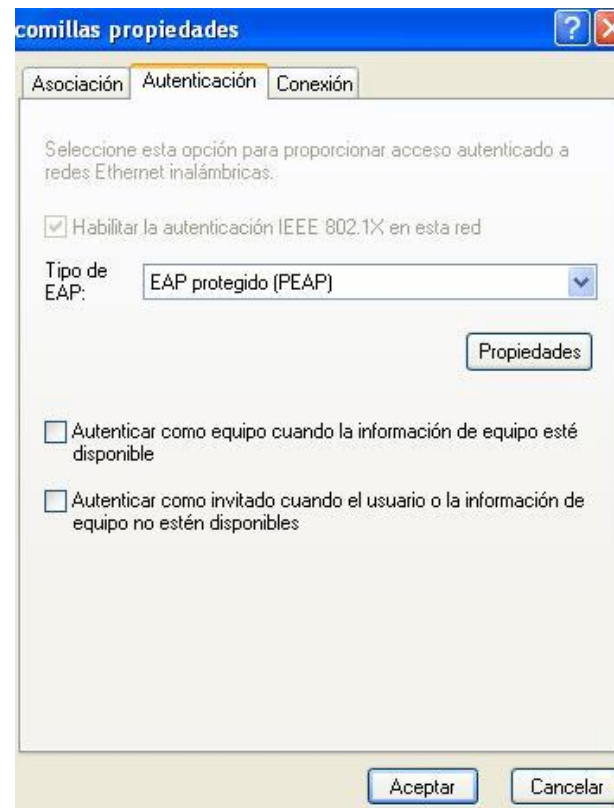 comillas propiedades
Asociación Autenticación Conexión
Seleccione esta opción para proporcionar acceso autenticado a
redes Ethernet inalámbricas.
Habilitar la autenticación IEEE 802.1X en esta red
Tipo de
EAP:
EAP protegido (PEAP)
Propiedades
Autenticar como equipo cuando la información de equipo esté
disponible
Autenticar como invitado cuando el usuario o la información de
equipo no estén disponibles
Aceptar Cancelar